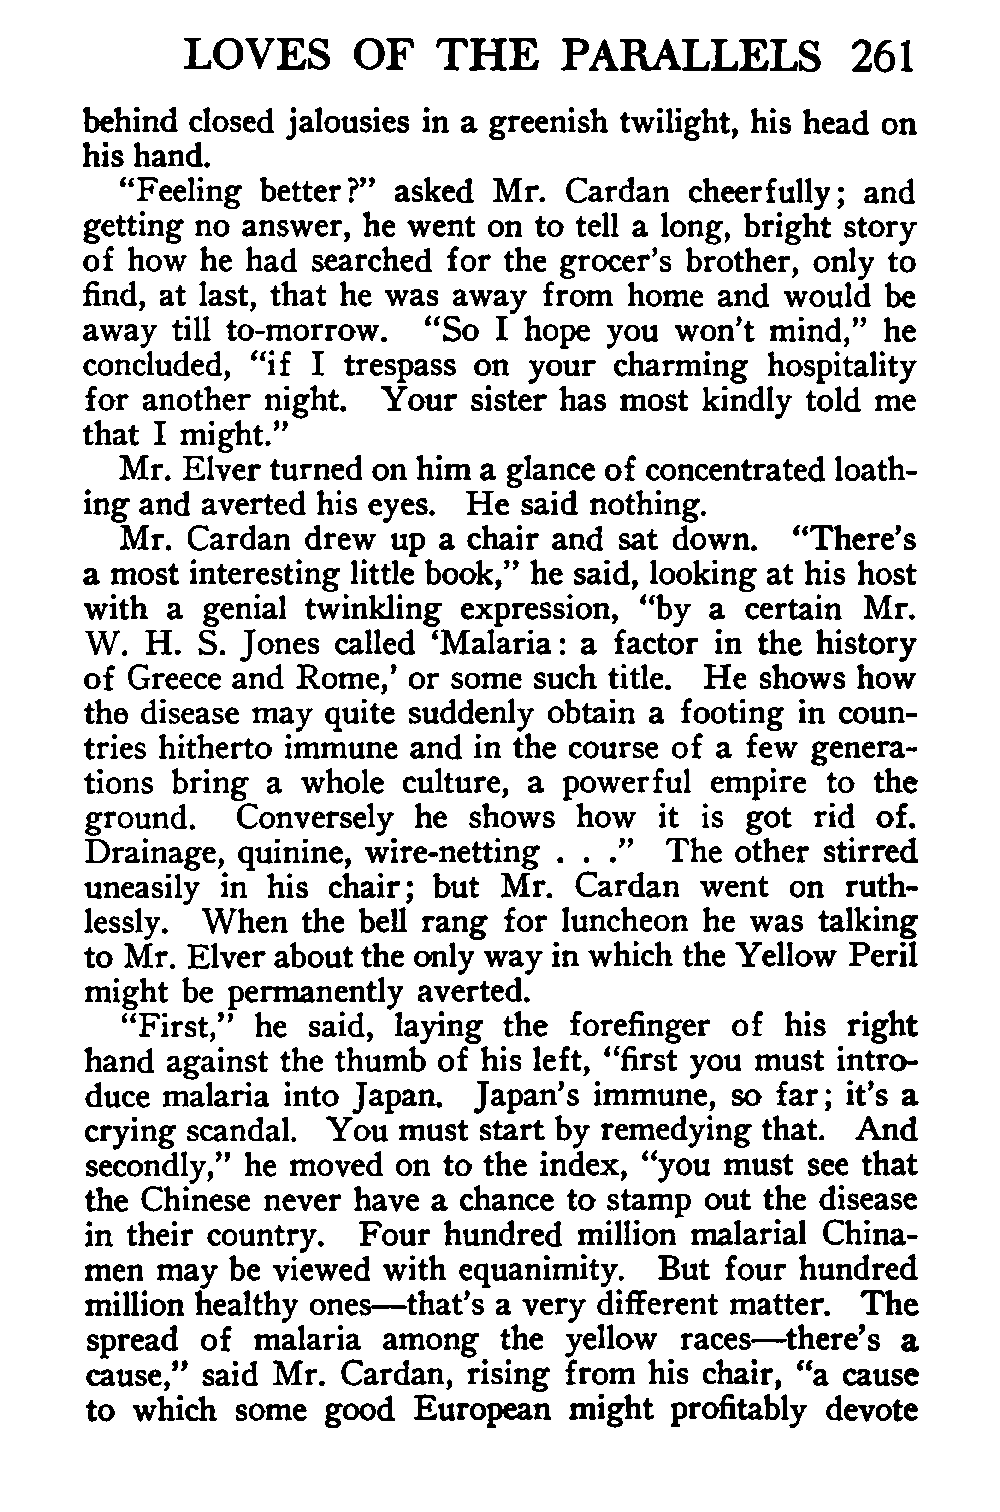 LOVES OF THE PARALLELS 261
behind closed jalousies in a greenish twilight, his head on
his hand.
“Feeling better?” asked Mr. Cardan cheerfully; and
getting no answer, he went on to tell a long, bright story
of how he had searched for the grocer’s brother, only to
find, at last, that he was away from home and would be
away till to-morrow. “So I hope you won’t mind,” he
concluded, “if I trespass on your charming hospitality
for another night. Your sister has most kindly told me
that I might.”
Mr. Elver turned on him a glance of concentrated loath-
ing and averted his eyes. He said nothing.
Mr. Cardan drew up a chair and sat down. “There’s
a most interesting little book,” he said, looking at his host
with a genial twinkling expression, “by a certain Mr.
W. H. S. Jones called ‘Malaria: a factor in the history
of Greece and Rome,’ or some such title. He shows how
the disease may quite suddenly obtain a footing in coun-
tries hitherto immune and in the course of a few genera-
tions bring a whole culture, a powerful empire to the
ground. Conversely he shows how it is got rid of.
Drainage, quinine, wire-netting . . .” The other stirred
uneasily in his chair; but Mr. Cardan went on ruth-
lessly. When the bell rang for luncheon he was talking
to Mr. Elver about the only way in which the Yellow Peril
might be permanently averted.
“First,” he said, laying the forefinger of his right
hand against the thumb of his left, “first you must intro-
duce malaria into Japan. Japan’s immune, so far; it’s a
crying scandal. You must start by remedying that. And
secondly,” he moved on to the index, “you must see that
the Chinese never have a chance to stamp out the disease
in their country. Four hundred million malarial China-
men may be viewed with equanimity. But four hundred
million healthy ones—that’s a very different matter. The
spread of malaria among the yellow races—there’s a
cause,” said Mr. Cardan, rising from his chair, “a cause
to which some good European might profitably devote